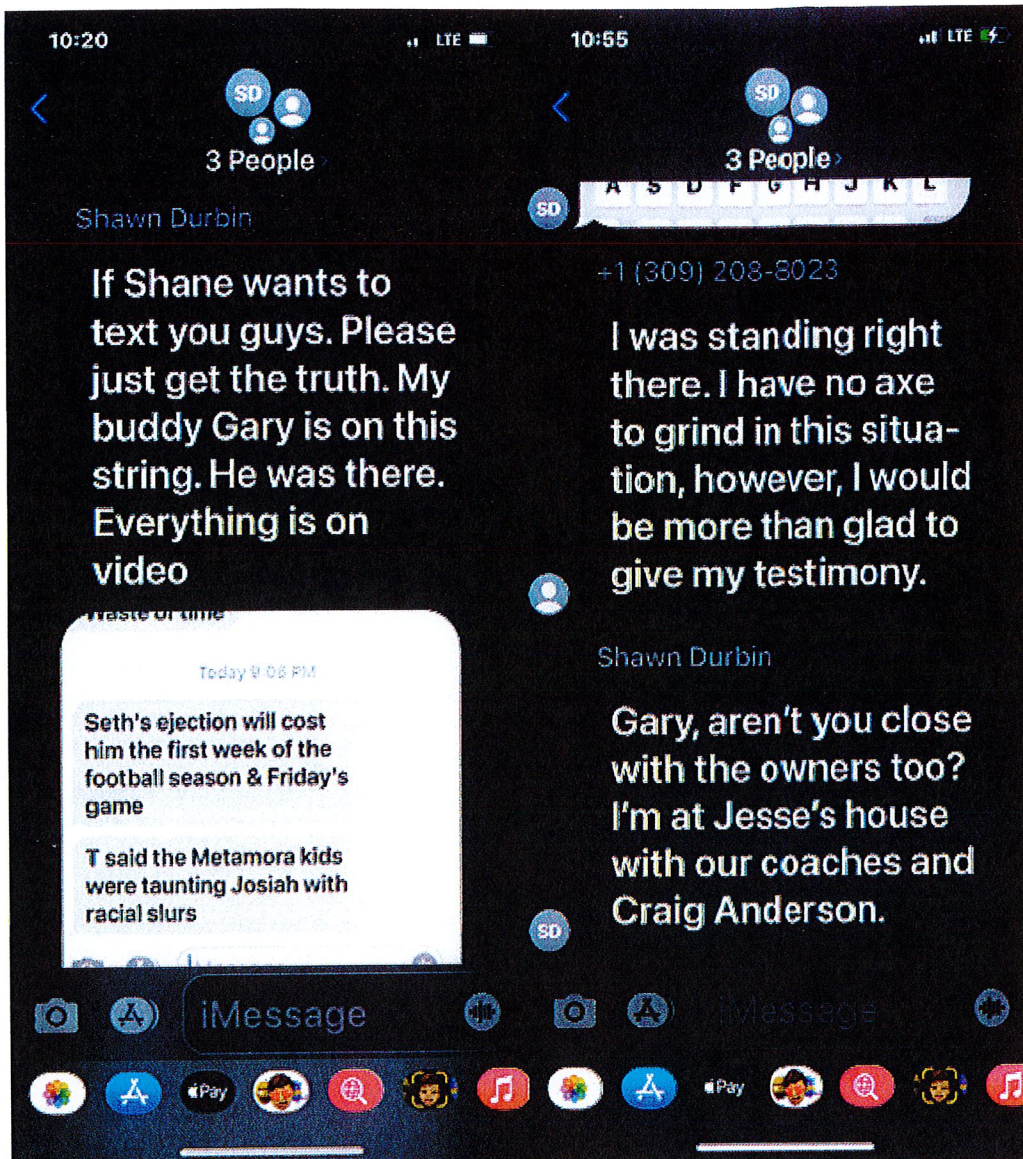 10:20
LTE
SD
3 People
Shawn Durbin
If Shane wants to
text you guys. Please
just get the truth. My
buddy Gary is on this
string. He was there.
Everything is on
video
Waste of time
Today 9:06 PM
Seth's ejection will cost
him the first week of the
football season & Friday's
game
T said the Metamora kids
were taunting Josiah with
racial slurs
iMessage
Pay
10:55
LTE
SD
3 People
A S D F G H J K L
SD
+1 (309) 208-8023
I was standing right
there. I have no axe
to grind in this situa-
tion, however, I would
be more than glad to
give my testimony.
Shawn Durbin
Gary, aren't you close
with the owners too?
I'm at Jesse's house
with our coaches and
Craig Anderson.
SD
iMessage
Pay